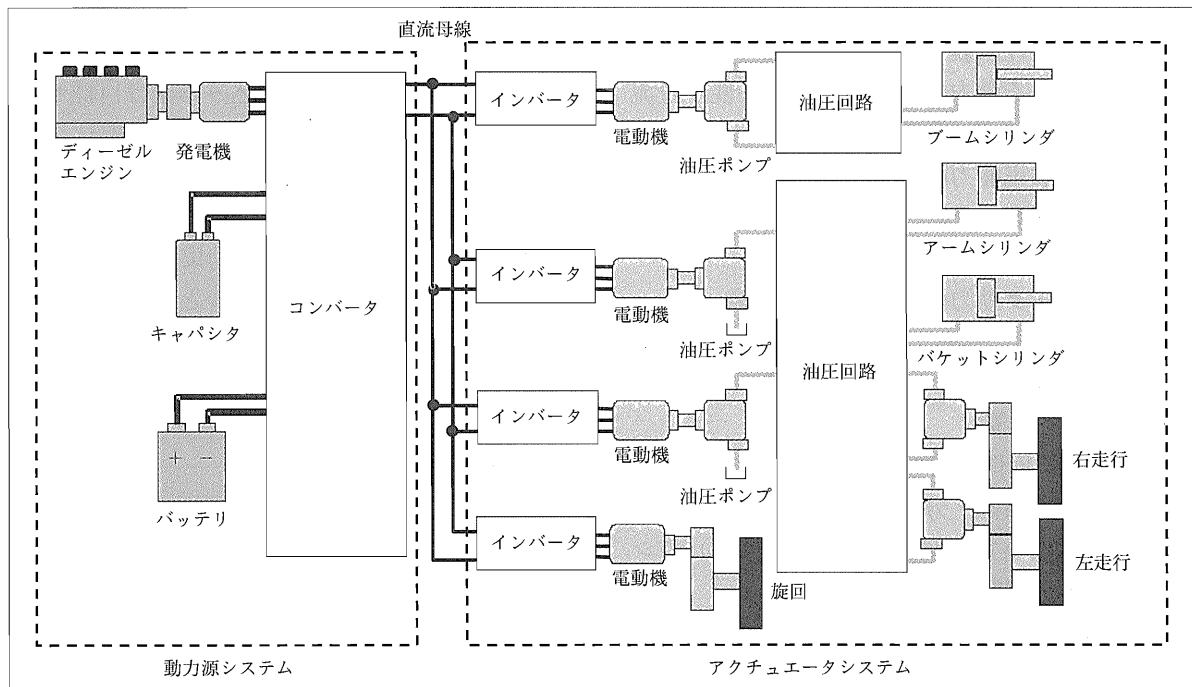 直流母線
ディーゼル
エンジン
発電機
キャパシタ
バッテリ
+ −
コンバータ
動力源システム
インバータ
電動機
油圧ポンプ
油圧回路
ブームシリンダ
インバータ
電動機
油圧ポンプ
油圧回路
アームシリンダ
バケットシリンダ
インバータ
電動機
油圧ポンプ
右走行
インバータ
電動機
旋回
左走行
アクチュエータシステム